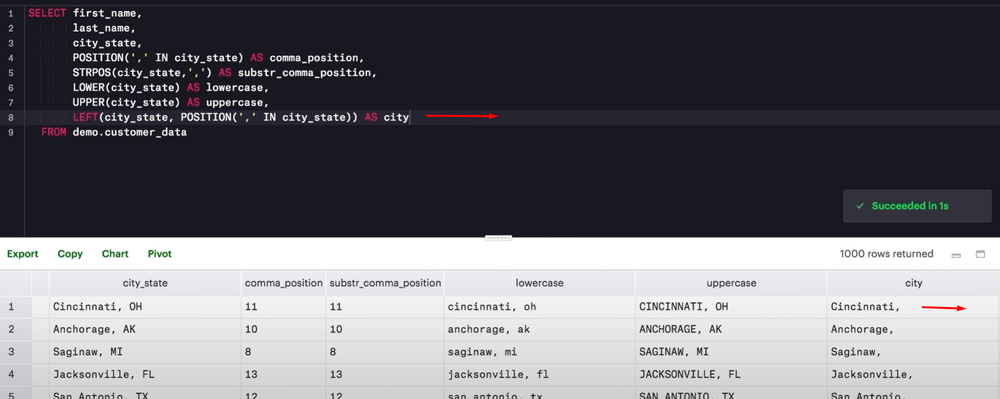 1 SELECT first_name,
2 last_name,
3 city_state,
4 POSITION(',' IN city_state) AS comma_position,
5 STRPOS(city_state,',') AS substr_comma_position,
6 LOWER(city_state) AS lowercase,
7 UPPER(city_state) AS uppercase,
8 LEFT(city_state, POSITION(',' IN city_state)) AS city
9 FROM demo.customer_data
✓ Succeeded in 1s
Export Copy Chart Pivot 1000 rows returned
city_state comma_position substr_comma_position lowercase uppercase city
1 Cincinnati, OH 11 11 cincinnati, oh CINCINNATI, OH Cincinnati,
2 Anchorage, AK 10 10 anchorage, ak ANCHORAGE, AK Anchorage,
3 Saginaw, MI 8 8 saginaw, mi SAGINAW, MI Saginaw,
4 Jacksonville, FL 13 13 jacksonville, fl JACKSONVILLE, FL Jacksonville,
5 San Antonio, TX 12 12 san antonio, tx SAN ANTONIO, TX San Antonio,